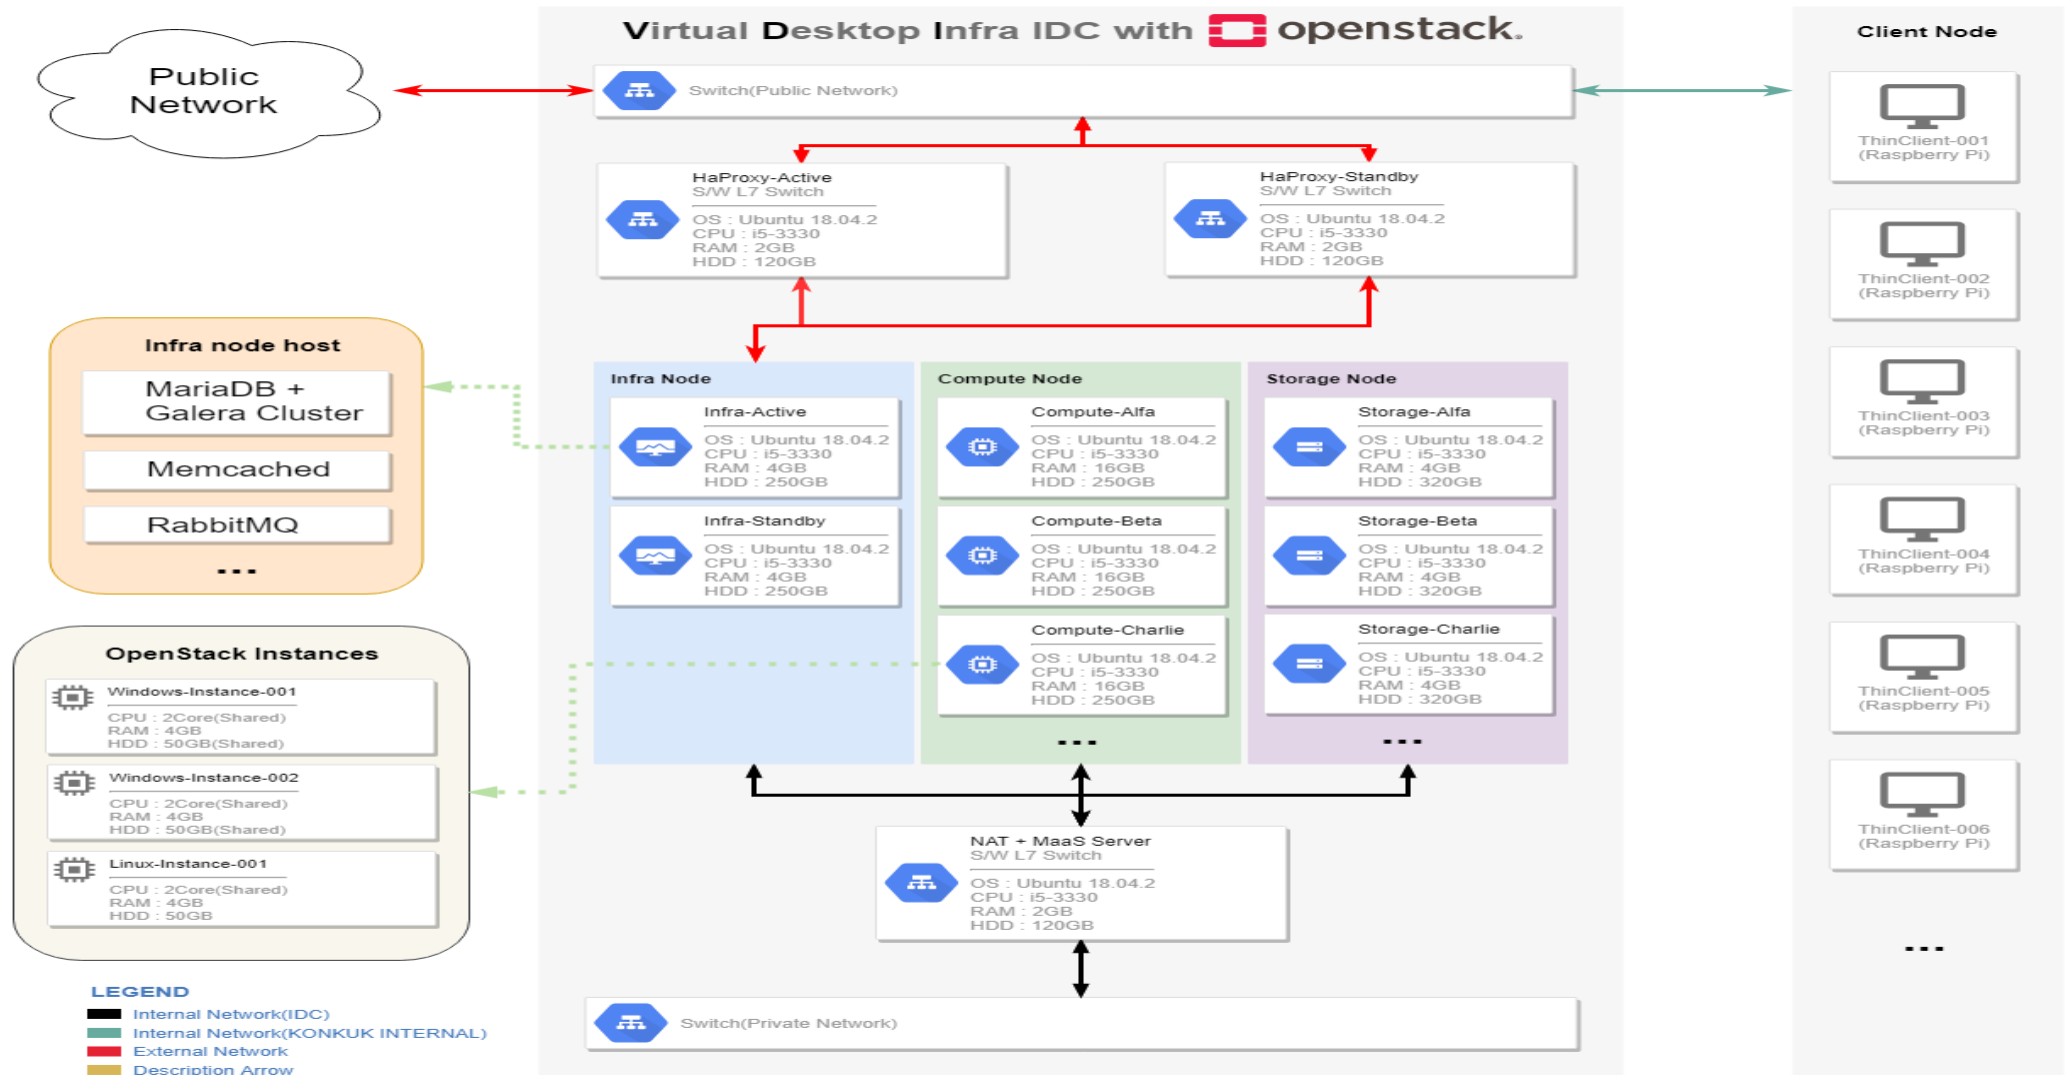 Virtual Desktop Infra IDC with openstack.
Public
Network
Switch(Public Network)
HaProxy-Active
S/W L7 Switch
OS : Ubuntu 18.04.2
CPU : i5-3330
RAM : 2GB
HDD : 120GB
HaProxy-Standby
S/W L7 Switch
OS : Ubuntu 18.04.2
CPU : i5-3330
RAM : 2GB
HDD : 120GB
Infra node host
MariaDB +
Galera Cluster
Memcached
RabbitMQ
...
Infra Node
Infra-Active
OS : Ubuntu 18.04.2
CPU : i5-3330
RAM : 4GB
HDD : 250GB
Infra-Standby
OS : Ubuntu 18.04.2
CPU : i5-3330
RAM : 4GB
HDD : 250GB
Compute Node
Compute-Alfa
OS : Ubuntu 18.04.2
CPU : i5-3330
RAM : 16GB
HDD : 250GB
Compute-Beta
OS : Ubuntu 18.04.2
CPU : i5-3330
RAM : 16GB
HDD : 250GB
Compute-Charlie
OS : Ubuntu 18.04.2
CPU : i5-3330
RAM : 16GB
HDD : 250GB
...
Storage Node
Storage-Alfa
OS : Ubuntu 18.04.2
CPU : i5-3330
RAM : 4GB
HDD : 320GB
Storage-Beta
OS : Ubuntu 18.04.2
CPU : i5-3330
RAM : 4GB
HDD : 320GB
Storage-Charlie
OS : Ubuntu 18.04.2
CPU : i5-3330
RAM : 4GB
HDD : 320GB
...
OpenStack Instances
Windows-Instance-001
CPU : 2Core(Shared)
RAM : 4GB
HDD : 50GB(Shared)
Windows-Instance-002
CPU : 2Core(Shared)
RAM : 4GB
HDD : 50GB(Shared)
Linux-Instance-001
CPU : 2Core(Shared)
RAM : 4GB
HDD : 50GB
NAT + MaaS Server
S/W L7 Switch
OS : Ubuntu 18.04.2
CPU : i5-3330
RAM : 2GB
HDD : 120GB
Switch(Private Network)
LEGEND
Internal Network(IDC)
Internal Network(KONKUK INTERNAL)
External Network
Description Arrow
Client Node
ThinClient-001
(Raspberry Pi)
ThinClient-002
(Raspberry Pi)
ThinClient-003
(Raspberry Pi)
ThinClient-004
(Raspberry Pi)
ThinClient-005
(Raspberry Pi)
ThinClient-006
(Raspberry Pi)
...